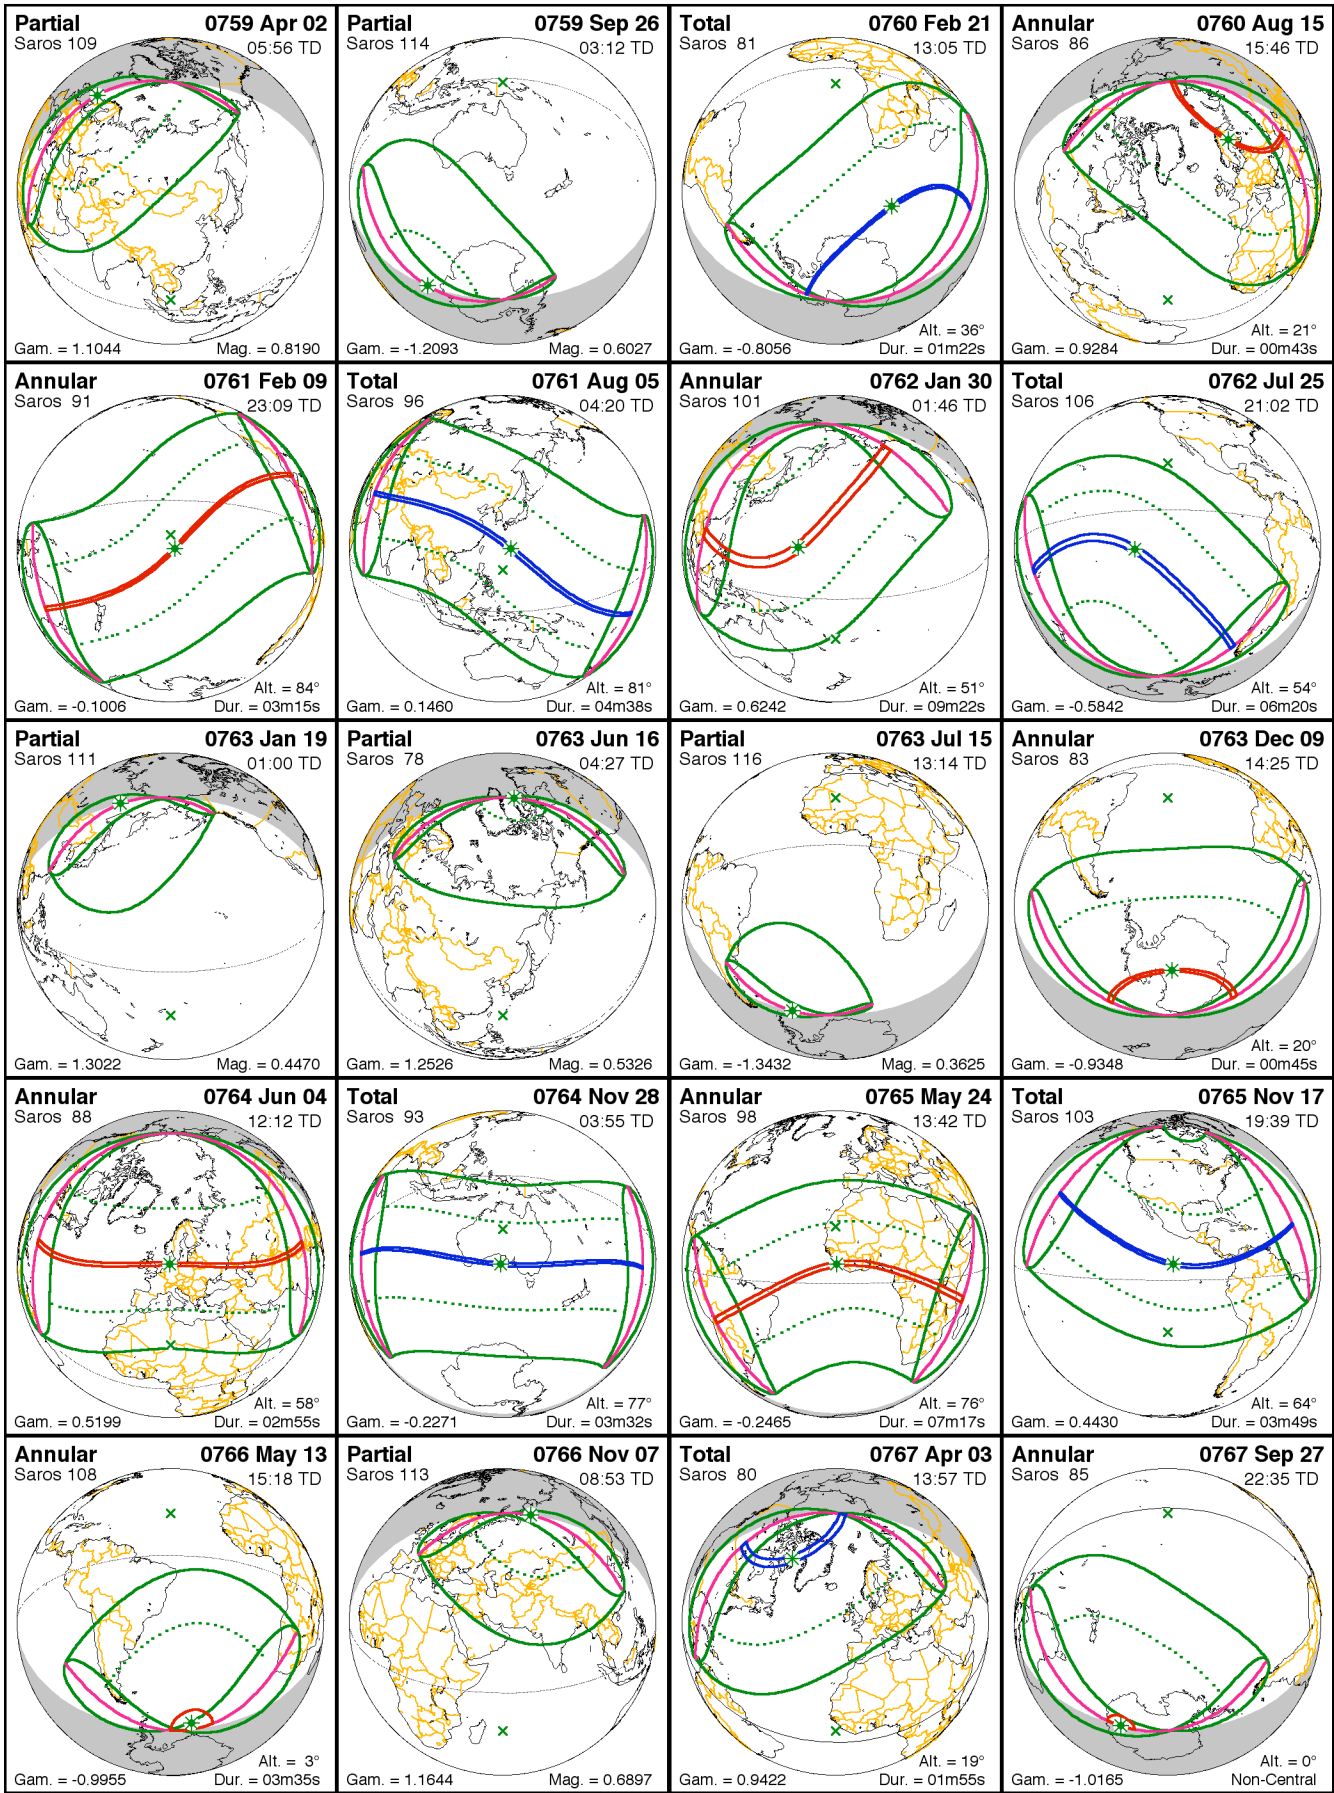 Partial 0759 Apr 02
Saros 109 05:56 TD
Gam. = 1.1044 Mag. = 0.8190
Partial 0759 Sep 26
Saros 114 03:12 TD
Gam. = -1.2093 Mag. = 0.6027
Total 0760 Feb 21
Saros 81 13:05 TD
Alt. = 36°
Gam. = -0.8056 Dur. = 01m22s
Annular 0760 Aug 15
Saros 86 15:46 TD
Alt. = 21°
Gam. = 0.9284 Dur. = 00m43s
Annular 0761 Feb 09
Saros 91 23:09 TD
Alt. = 84°
Gam. = -0.1006 Dur. = 03m15s
Total 0761 Aug 05
Saros 96 04:20 TD
Alt. = 81°
Gam. = 0.1460 Dur. = 04m38s
Annular 0762 Jan 30
Saros 101 01:46 TD
Alt. = 51°
Gam. = 0.6242 Dur. = 09m22s
Total 0762 Jul 25
Saros 106 21:02 TD
Alt. = 54°
Gam. = -0.5842 Dur. = 06m20s
Partial 0763 Jan 19
Saros 111 01:00 TD
Gam. = 1.3022 Mag. = 0.4470
Partial 0763 Jun 16
Saros 78 04:27 TD
Gam. = 1.2526 Mag. = 0.5326
Partial 0763 Jul 15
Saros 116 13:14 TD
Gam. = -1.3432 Mag. = 0.3625
Annular 0763 Dec 09
Saros 83 14:25 TD
Alt. = 20°
Gam. = -0.9348 Dur. = 00m45s
Annular 0764 Jun 04
Saros 88 12:12 TD
Alt. = 58°
Gam. = 0.5199 Dur. = 02m55s
Total 0764 Nov 28
Saros 93 03:55 TD
Alt. = 77°
Gam. = -0.2271 Dur. = 03m32s
Annular 0765 May 24
Saros 98 13:42 TD
Alt. = 76°
Gam. = -0.2465 Dur. = 07m17s
Total 0765 Nov 17
Saros 103 19:39 TD
Alt. = 64°
Gam. = 0.4430 Dur. = 03m49s
Annular 0766 May 13
Saros 108 15:18 TD
Alt. = 3°
Gam. = -0.9955 Dur. = 03m35s
Partial 0766 Nov 07
Saros 113 08:53 TD
Gam. = 1.1644 Mag. = 0.6897
Total 0767 Apr 03
Saros 80 13:57 TD
Alt. = 19°
Gam. = 0.9422 Dur. = 01m55s
Annular 0767 Sep 27
Saros 85 22:35 TD
Alt. = 0°
Gam. = -1.0165 Non-Central